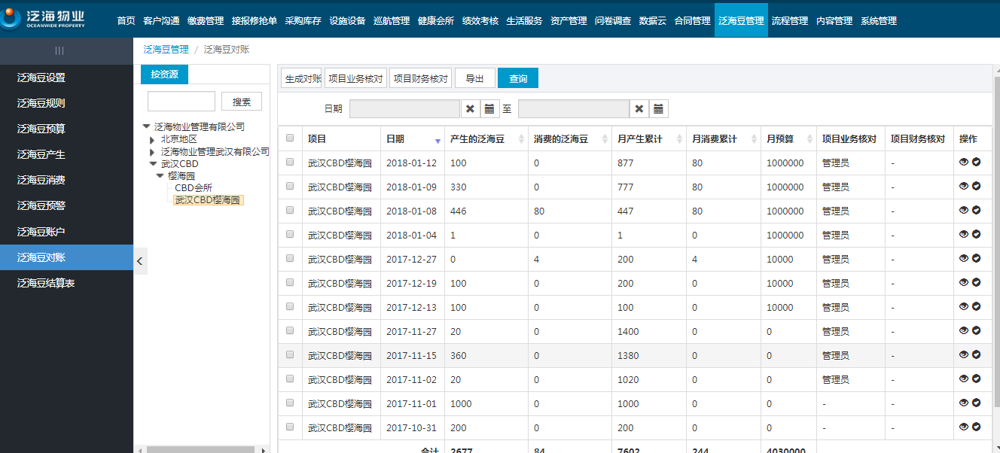 泛海物业
OCEANWIDE PROPERTY
首页 客户沟通 缴费管理 接报修抢单 采购库存 设施设备 巡航管理 健康会所 绩效考核 生活服务 资产管理 问卷调查 数据云 合同管理 泛海豆管理 流程管理 内容管理 系统管理
泛海豆管理 / 泛海豆对账
泛海豆设置
泛海豆规则
泛海豆预算
泛海豆产生
泛海豆消费
泛海豆预警
泛海豆账户
泛海豆对账
泛海豆结算表
按资源
搜索
泛海物业管理有限公司
北京地区
泛海物业管理武汉有限公司
武汉CBD
樱海园
CBD会所
武汉CBD樱海园
生成对账 项目业务核对 项目财务核对 导出 查询
日期 至
项目 日期 产生的泛海豆 消费的泛海豆 月产生累计 月消费累计 月预算 项目业务核对 项目财务核对 操作
武汉CBD樱海园 2018-01-12 100 0 877 80 1000000 管理员 -
武汉CBD樱海园 2018-01-09 330 0 777 80 1000000 管理员 -
武汉CBD樱海园 2018-01-08 446 80 447 80 1000000 管理员 -
武汉CBD樱海园 2018-01-04 1 0 1 0 1000000 管理员 -
武汉CBD樱海园 2017-12-27 0 4 200 4 10000 管理员 -
武汉CBD樱海园 2017-12-19 100 0 200 0 10000 管理员 -
武汉CBD樱海园 2017-12-13 100 0 100 0 10000 管理员 -
武汉CBD樱海园 2017-11-27 20 0 1400 0 0 管理员 -
武汉CBD樱海园 2017-11-15 360 0 1380 0 0 管理员 -
武汉CBD樱海园 2017-11-02 20 0 1020 0 0 管理员 -
武汉CBD樱海园 2017-11-01 1000 0 1000 0 0 - -
武汉CBD樱海园 2017-10-31 200 0 200 0 0 - -
合计 2677 84 7602 244 4030000